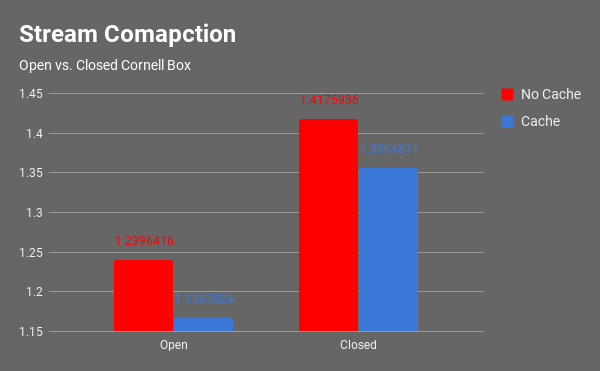 Stream Comapction
Open vs. Closed Cornell Box
No Cache
Cache
1.45
1.4
1.35
1.3
1.25
1.2
1.15
1.2396416
1.1665024
1.4175936
1.3564811
Open
Closed